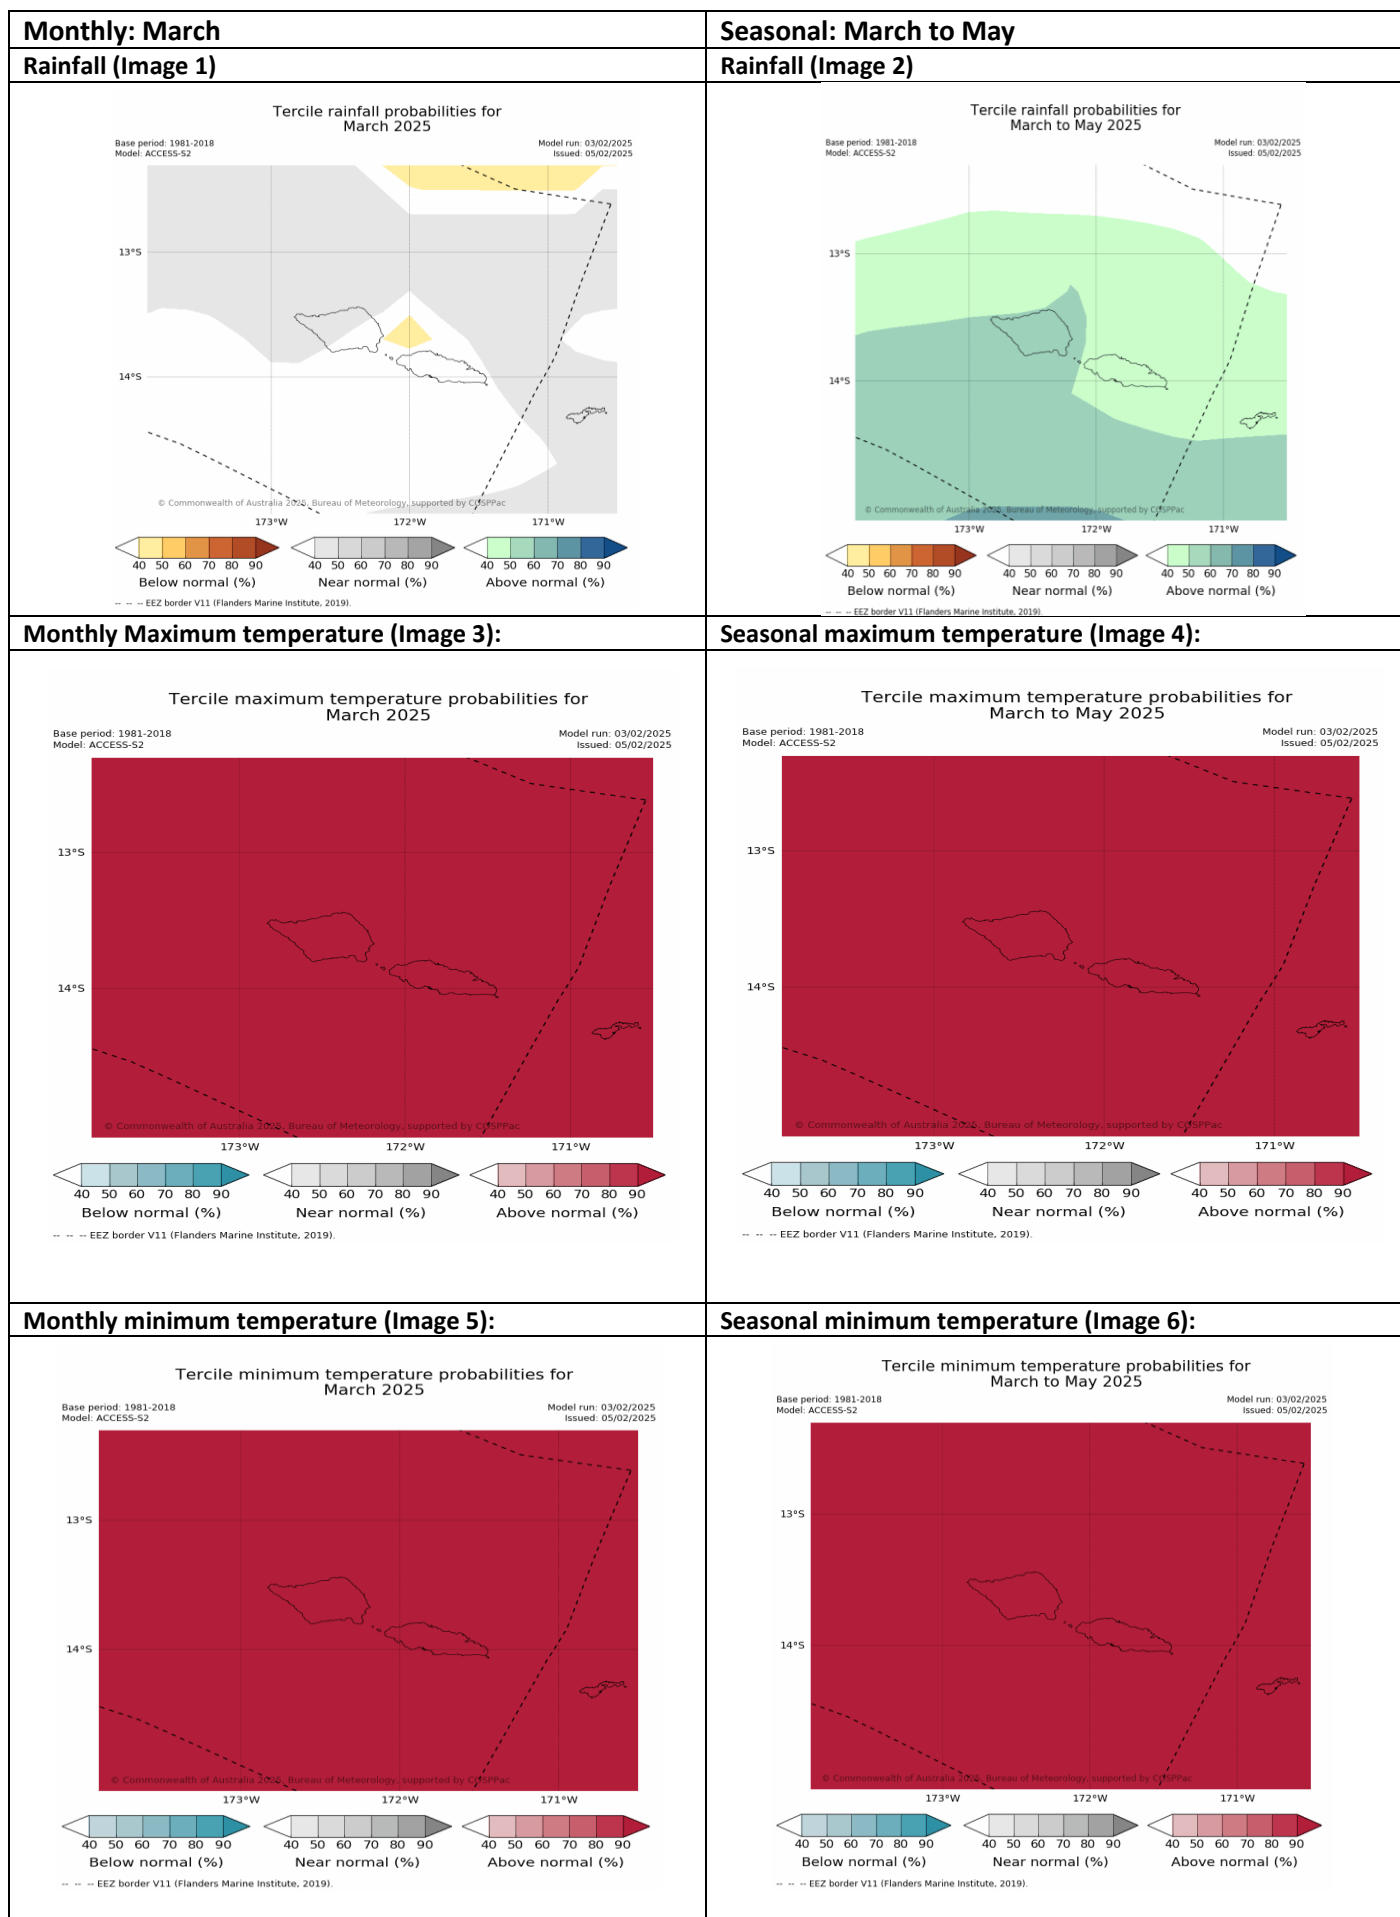 Monthly: March
Seasonal: March to May
Rainfall (Image 1)
Rainfall (Image 2)
Tercile rainfall probabilities for
March 2025
Base period: 1981-2018
Model: ACCESS-S2
Model run: 03/02/2025
Issued: 05/02/2025
13°S
14°S
© Commonwealth of Australia 2025, Bureau of Meteorology, supported by COSPPac
173°W 172°W 171°W
40 50 60 70 80 90 40 50 60 70 80 90 40 50 60 70 80 90
Below normal (%) Near normal (%) Above normal (%)
-- -- -- EEZ border V11 (Flanders Marine Institute, 2019).
Tercile rainfall probabilities for
March to May 2025
Base period: 1981-2018
Model: ACCESS-S2
Model run: 03/02/2025
Issued: 05/02/2025
13°S
14°S
© Commonwealth of Australia 2025, Bureau of Meteorology, supported by COSPPac
173°W 172°W 171°W
40 50 60 70 80 90 40 50 60 70 80 90 40 50 60 70 80 90
Below normal (%) Near normal (%) Above normal (%)
-- -- -- EEZ border V11 (Flanders Marine Institute, 2019).
Monthly Maximum temperature (Image 3):
Seasonal maximum temperature (Image 4):
Tercile maximum temperature probabilities for
March 2025
Base period: 1981-2018
Model: ACCESS-S2
Model run: 03/02/2025
Issued: 05/02/2025
13°S
14°S
© Commonwealth of Australia 2025, Bureau of Meteorology, supported by COSPPac
173°W 172°W 171°W
40 50 60 70 80 90 40 50 60 70 80 90 40 50 60 70 80 90
Below normal (%) Near normal (%) Above normal (%)
-- -- -- EEZ border V11 (Flanders Marine Institute, 2019).
Tercile maximum temperature probabilities for
March to May 2025
Base period: 1981-2018
Model: ACCESS-S2
Model run: 03/02/2025
Issued: 05/02/2025
13°S
14°S
© Commonwealth of Australia 2025, Bureau of Meteorology, supported by COSPPac
173°W 172°W 171°W
40 50 60 70 80 90 40 50 60 70 80 90 40 50 60 70 80 90
Below normal (%) Near normal (%) Above normal (%)
-- -- -- EEZ border V11 (Flanders Marine Institute, 2019).
Monthly minimum temperature (Image 5):
Seasonal minimum temperature (Image 6):
Tercile minimum temperature probabilities for
March 2025
Base period: 1981-2018
Model: ACCESS-S2
Model run: 03/02/2025
Issued: 05/02/2025
13°S
14°S
© Commonwealth of Australia 2025, Bureau of Meteorology, supported by COSPPac
173°W 172°W 171°W
40 50 60 70 80 90 40 50 60 70 80 90 40 50 60 70 80 90
Below normal (%) Near normal (%) Above normal (%)
-- -- -- EEZ border V11 (Flanders Marine Institute, 2019).
Tercile minimum temperature probabilities for
March to May 2025
Base period: 1981-2018
Model: ACCESS-S2
Model run: 03/02/2025
Issued: 05/02/2025
13°S
14°S
© Commonwealth of Australia 2025, Bureau of Meteorology, supported by COSPPac
173°W 172°W 171°W
40 50 60 70 80 90 40 50 60 70 80 90 40 50 60 70 80 90
Below normal (%) Near normal (%) Above normal (%)
-- -- -- EEZ border V11 (Flanders Marine Institute, 2019).